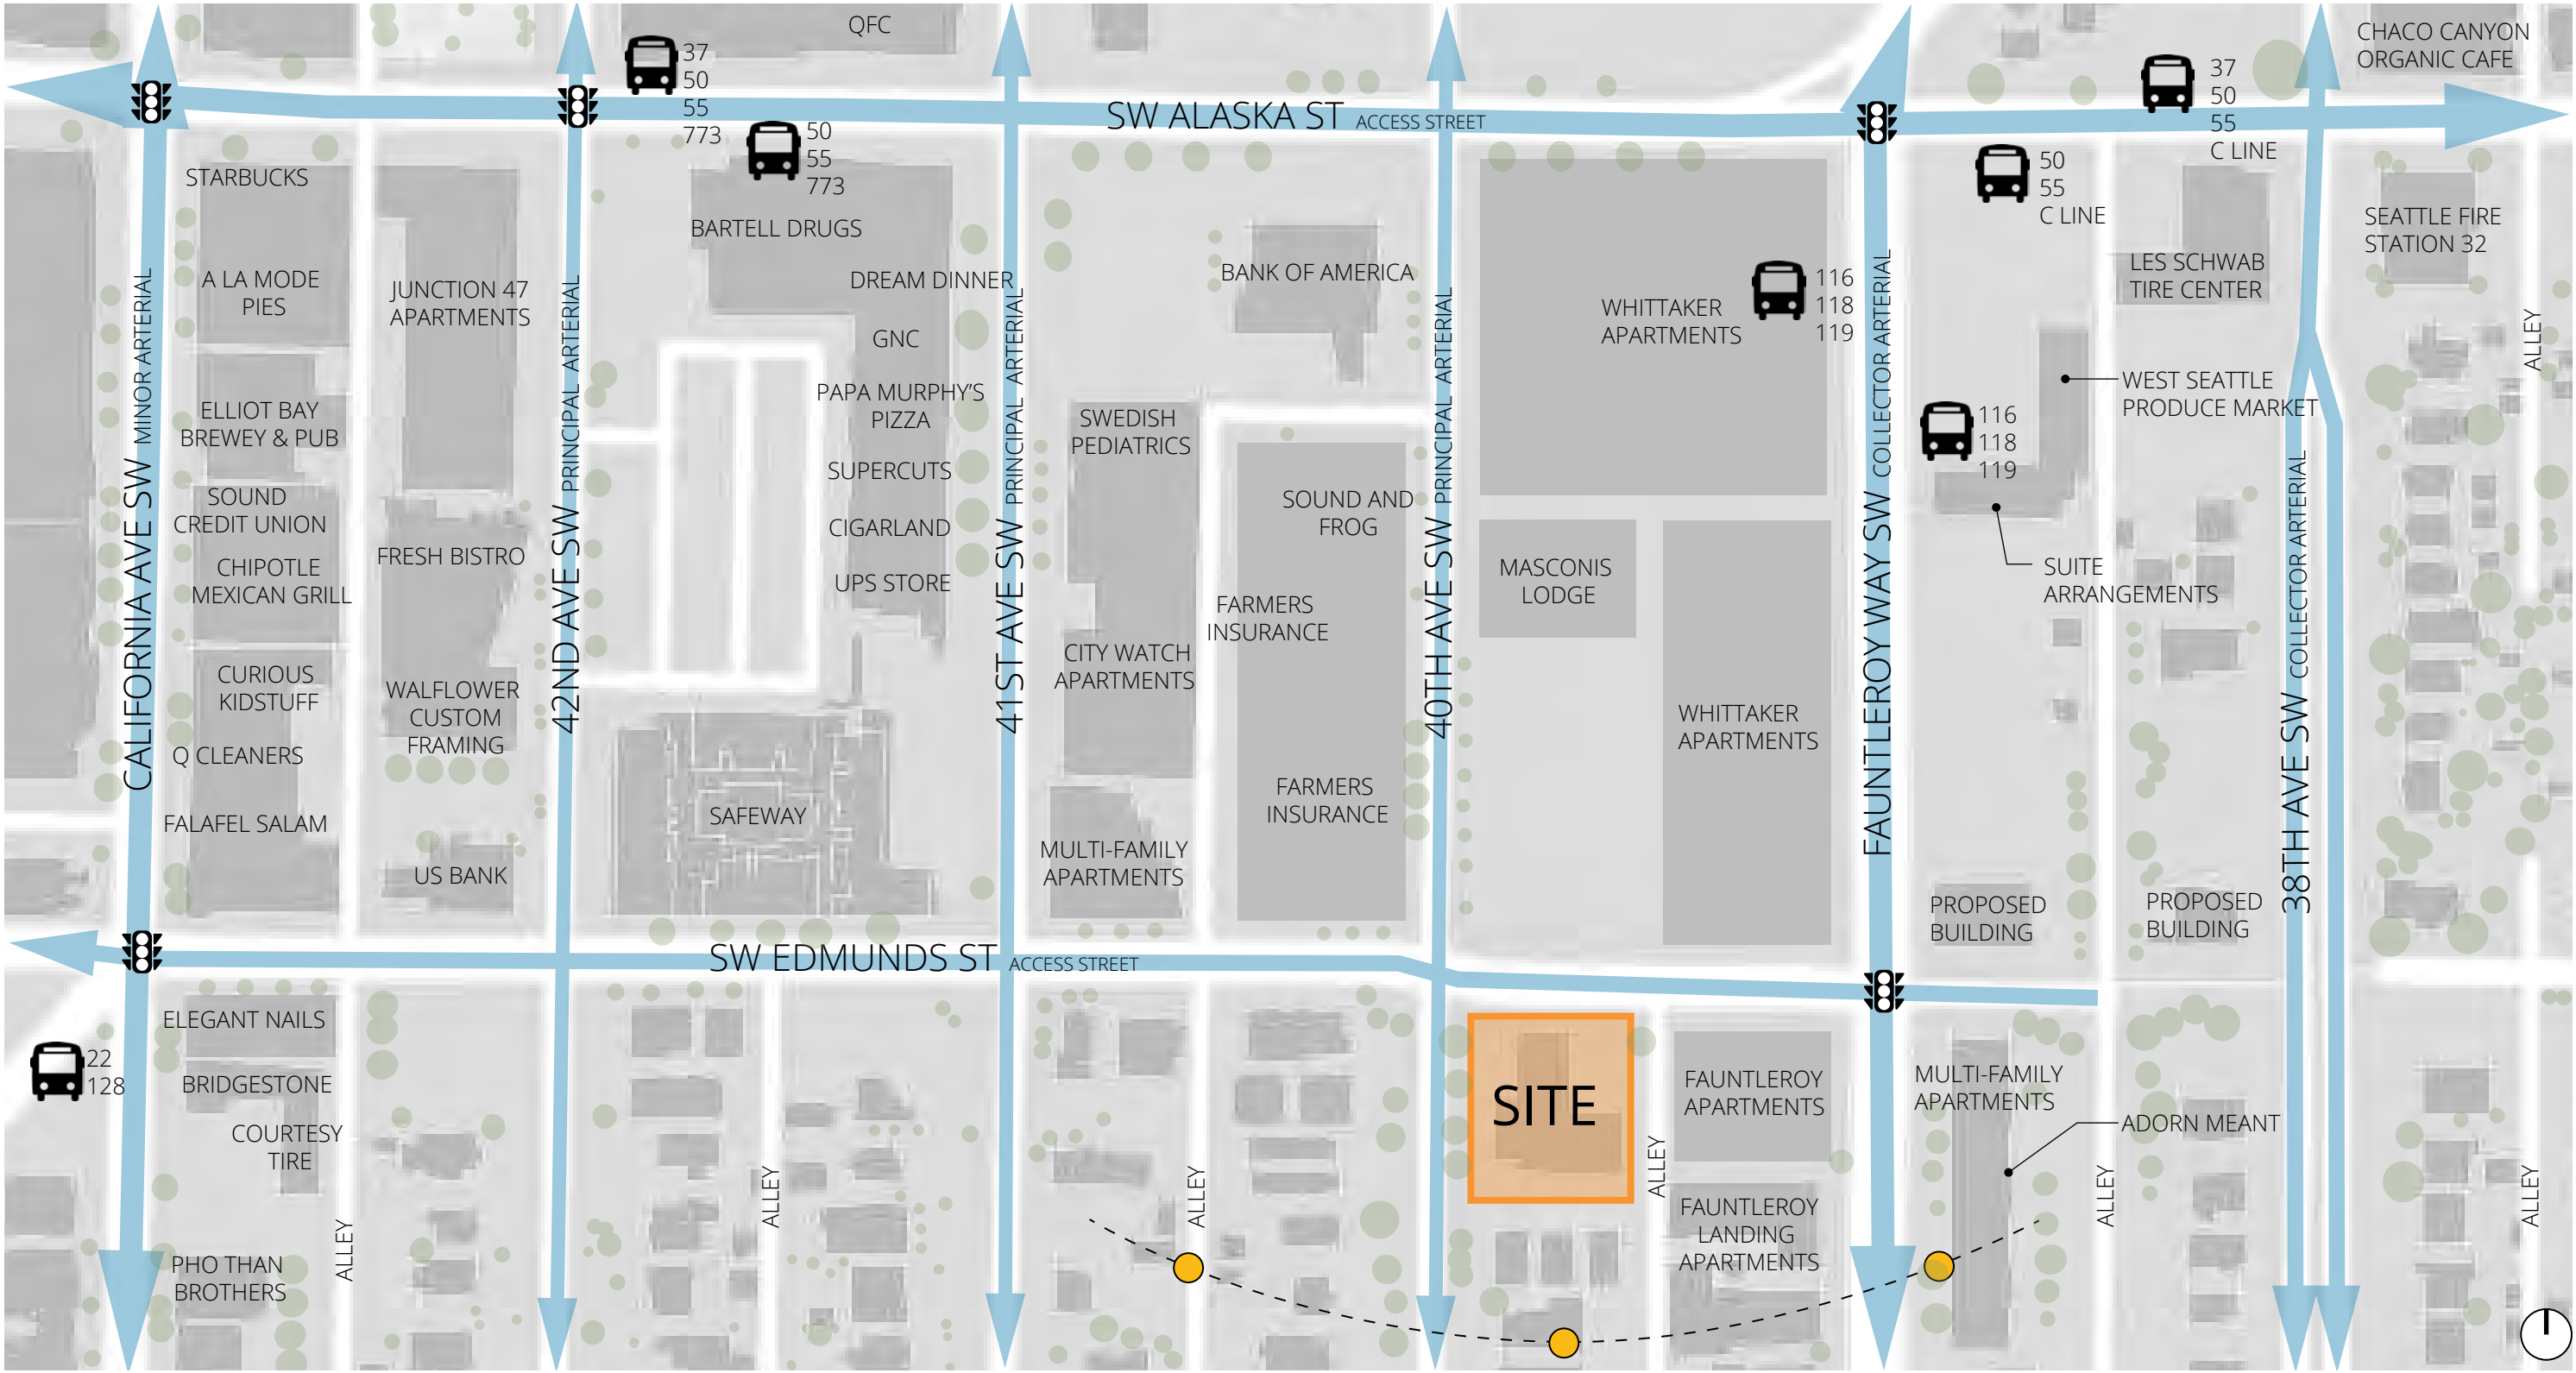 QFC
CHACO CANYON
ORGANIC CAFE
37
50
55
773
50
55
773
SW ALASKA ST ACCESS STREET
37
50
55
C LINE
50
55
C LINE
STARBUCKS
A LA MODE
PIES
ELLIOT BAY
BREWEY & PUB
SOUND
CREDIT UNION
CHIPOTLE
MEXICAN GRILL
CURIOUS
KIDSTUFF
Q CLEANERS
FALAFEL SALAM
CALIFORNIA AVE SW MINOR ARTERIAL
JUNCTION 47
APARTMENTS
FRESH BISTRO
WALFLOWER
CUSTOM
FRAMING
US BANK
42ND AVE SW PRINCIPAL ARTERIAL
BARTELL DRUGS
DREAM DINNER
GNC
PAPA MURPHY’S
PIZZA
SUPERCUTS
CIGARLAND
UPS STORE
SAFEWAY
41ST AVE SW PRINCIPAL ARTERIAL
BANK OF AMERICA
SWEDISH
PEDIATRICS
SOUND AND
FROG
FARMERS
INSURANCE
CITY WATCH
APARTMENTS
FARMERS
INSURANCE
MULTI-FAMILY
APARTMENTS
40TH AVE SW PRINCIPAL ARTERIAL
WHITTAKER
APARTMENTS
116
118
119
MASCONIS
LODGE
WHITTAKER
APARTMENTS
FAUNTLEROY WAY SW COLLECTOR ARTERIAL
116
118
119
LES SCHWAB
TIRE CENTER
WEST SEATTLE
PRODUCE MARKET
SUITE
ARRANGEMENTS
PROPOSED
BUILDING
PROPOSED
BUILDING
38TH AVE SW COLLECTOR ARTERIAL
SEATTLE FIRE
STATION 32
ALLEY
SW EDMUNDS ST ACCESS STREET
22
128
ELEGANT NAILS
BRIDGESTONE
COURTESY
TIRE
PHO THAN
BROTHERS
ALLEY
ALLEY
ALLEY
SITE
ALLEY
FAUNTLEROY
APARTMENTS
FAUNTLEROY
LANDING
APARTMENTS
MULTI-FAMILY
APARTMENTS
ADORN MEANT
ALLEY
ALLEY